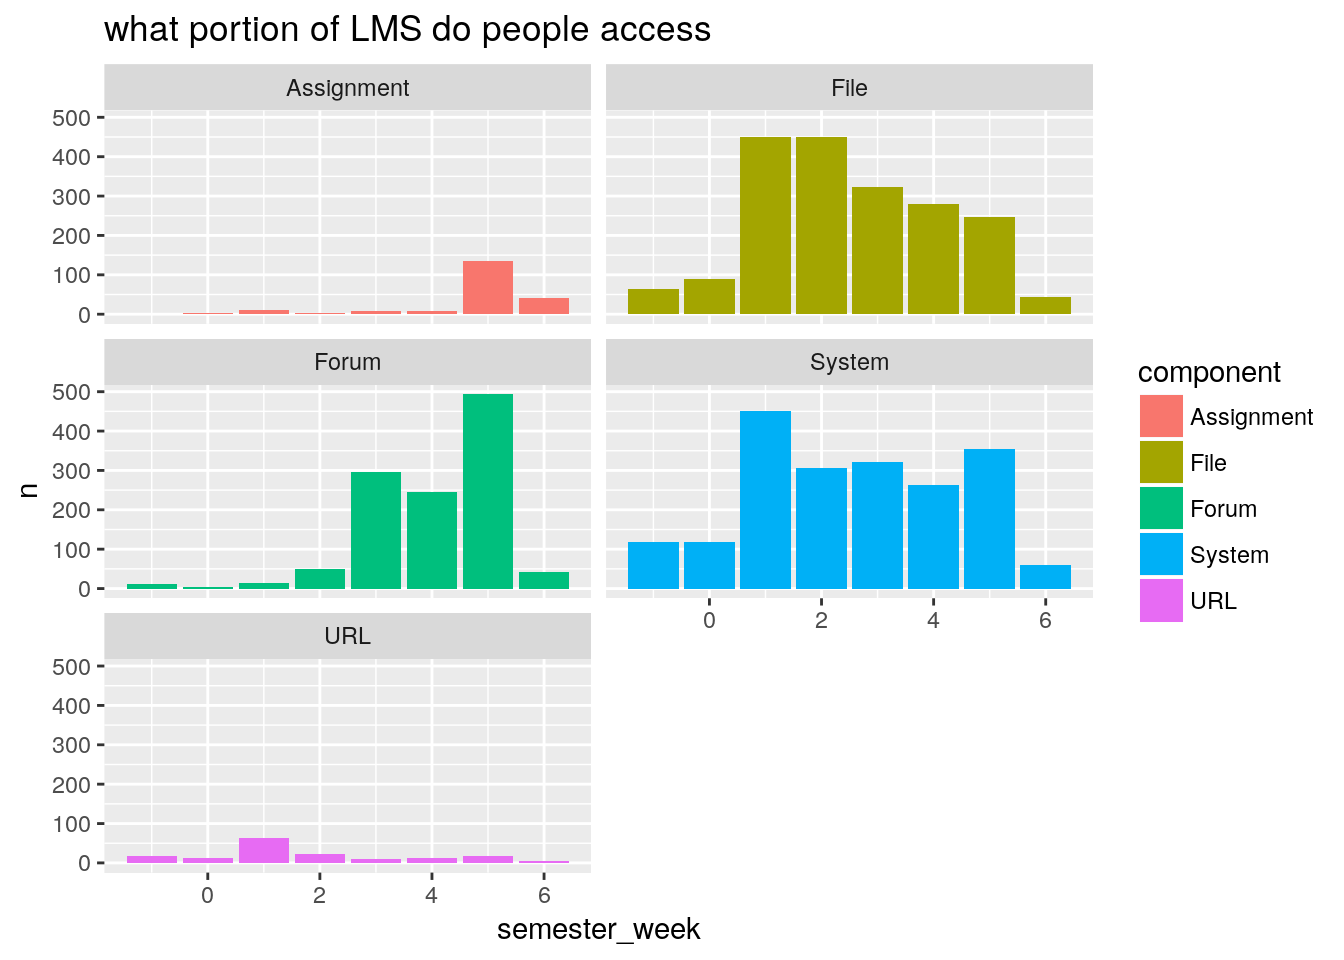 what portion of LMS do people access
Assignment
File
500
400
300
200
100
0
Forum
System
500
400
300
200
100
0
0 2 4 6
URL
500
400
300
200
100
0
0 2 4 6
n
semester_week
component
Assignment
File
Forum
System
URL